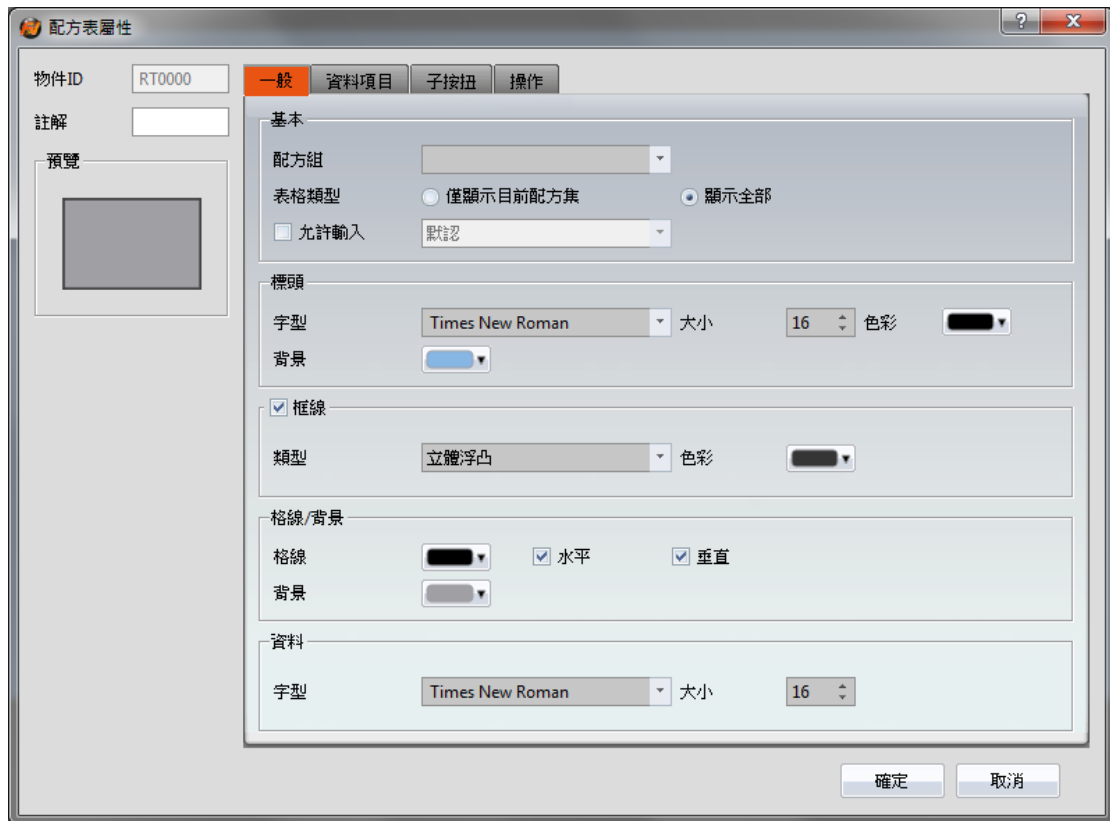 配方表屬性
物件ID RT0000
註解
預覽
一般 資料項目 子按扭 操作
基本
配方組
表格類型 僅顯示目前配方集 顯示全部
允許輸入 默認
標頭
字型 Times New Roman 大小 16 色彩
背景
框線
類型 立體浮凸 色彩
格線/背景
格線 水平 垂直
背景
資料
字型 Times New Roman 大小 16
確定 取消